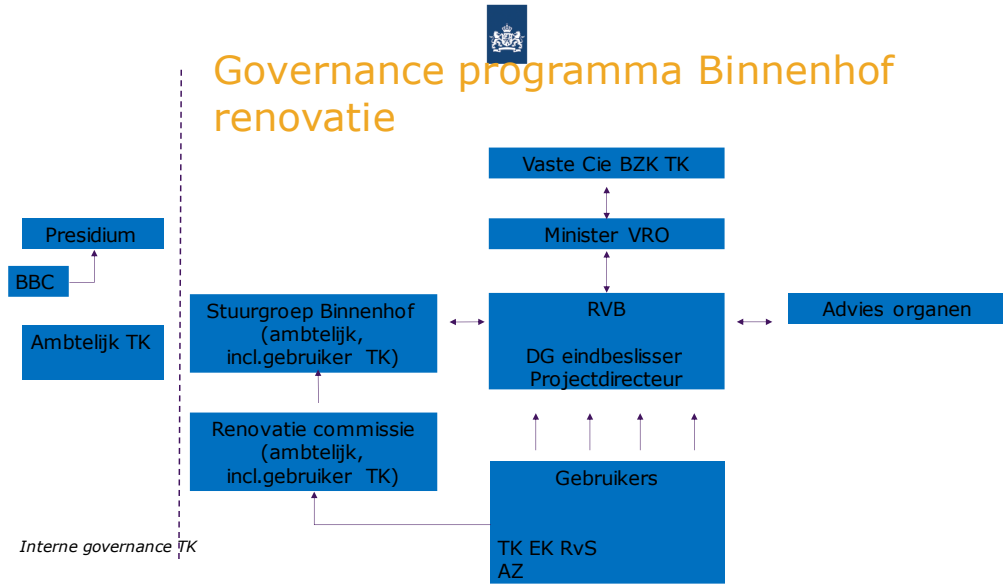 Governance programma Binnenhof
renovatie
Vaste Cie BZK TK
Presidium
Minister VRO
BBC
Stuurgroep Binnenhof
(ambtelijk,
incl.gebruiker TK)
RVB
DG eindbeslisser
Projectdirecteur
Advies organen
Ambtelijk TK
Renovatie commissie
(ambtelijk,
incl.gebruiker TK)
Gebruikers
TK EK RvS
AZ
Interne governance TK